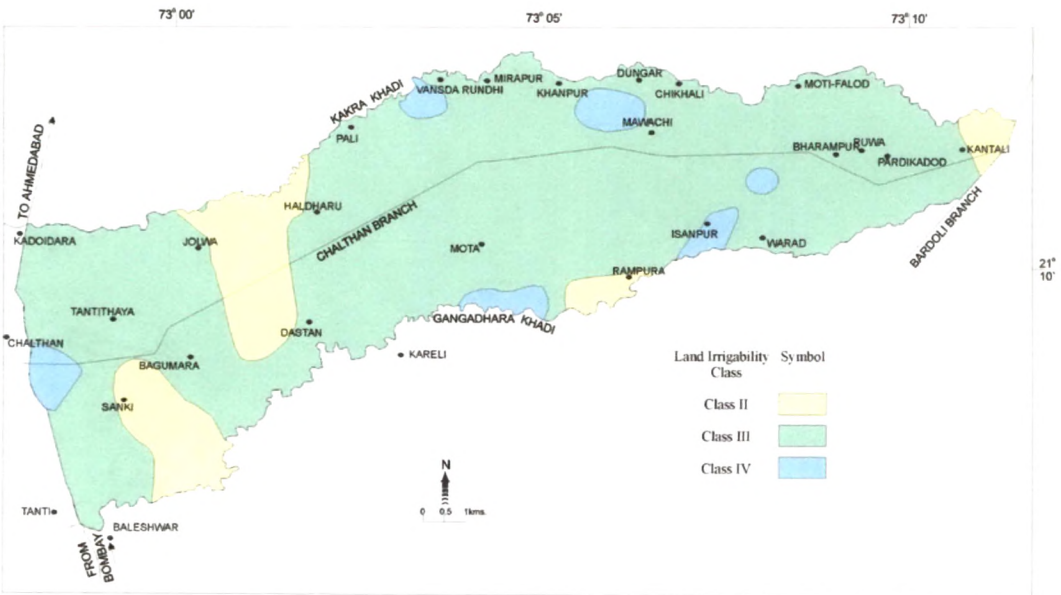 73° 00'
73° 05'
73° 10'
TO AHMEDABAD
KAKRA KHADI
VANSDA RUNDHI
MIRAPUR
KHANPUR
DUNGAR
CHIKHALI
MOTI-FALOD
PALI
MAWACHI
BHARAMPUR
RUWA
PARDIKADOD
KANTALI
HALDHARU
CHALTHAN BRANCH
BARDOLI BRANCH
KADOIDARA
JOLWA
MOTA
ISANPUR
WARAD
RAMPURA
21°
10'
TANTITHAYA
DASTAN
GANGADHARA KHADI
CHALTHAN
BAGUMARA
KARELI
SANKI
Land Irrigability Symbol
Class
Class II
Class III
Class IV
N
0 0.5 1kms.
TANTI
BALESHWAR
FROM
BOMBAY